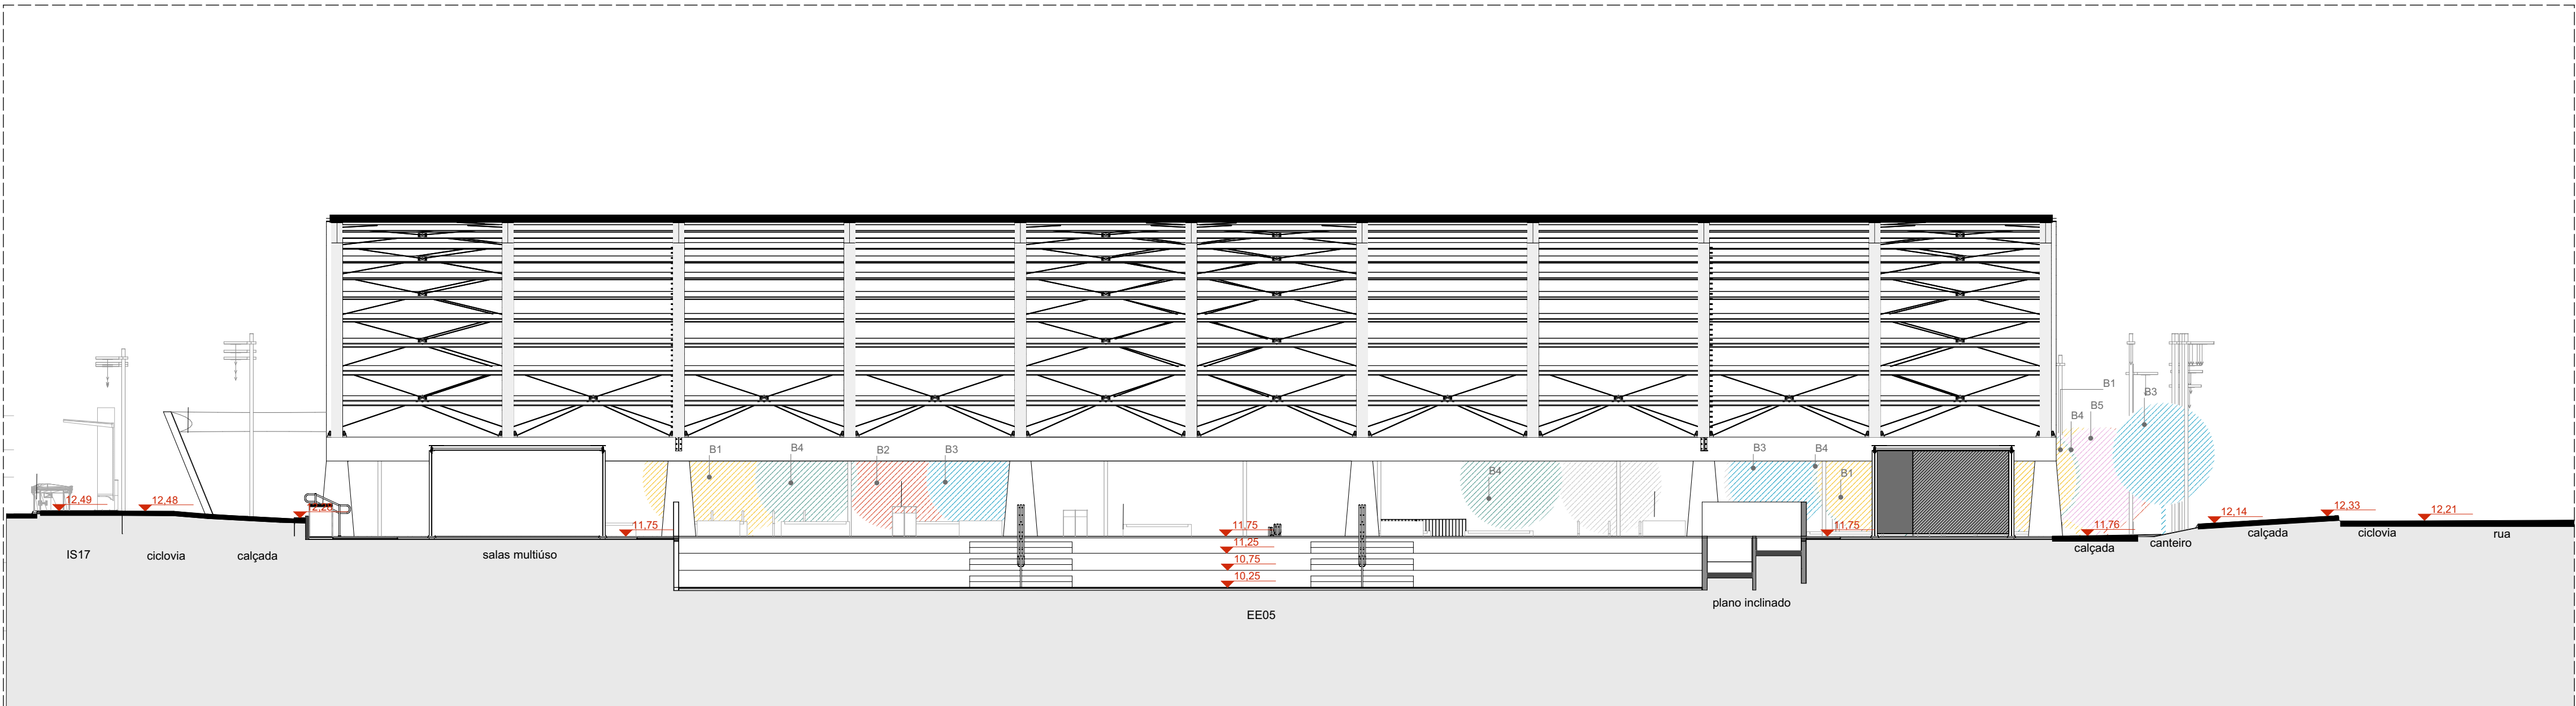 B1
B3
B4
B5
B1
B4
B2
B3
B4
B3
B4
B1
12,49
12,48
11,75
11,75
11,25
10,75
10,25
11,75
11,76
12,14
12,33
12,21
IS17
ciclovia
calçada
salas multiúso
EE05
plano inclinado
calçada
canteiro
calçada
ciclovia
rua